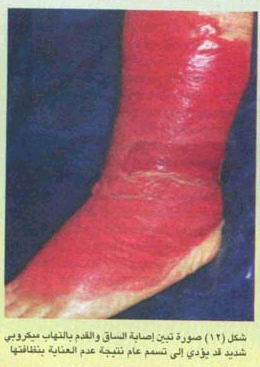 شكل (١٢) صورة تبين إصابة الساق والقدم بالتهاب ميكروبي
شديد قد يؤدي إلى تسمم عام نتيجة عدم العناية بنظافتها